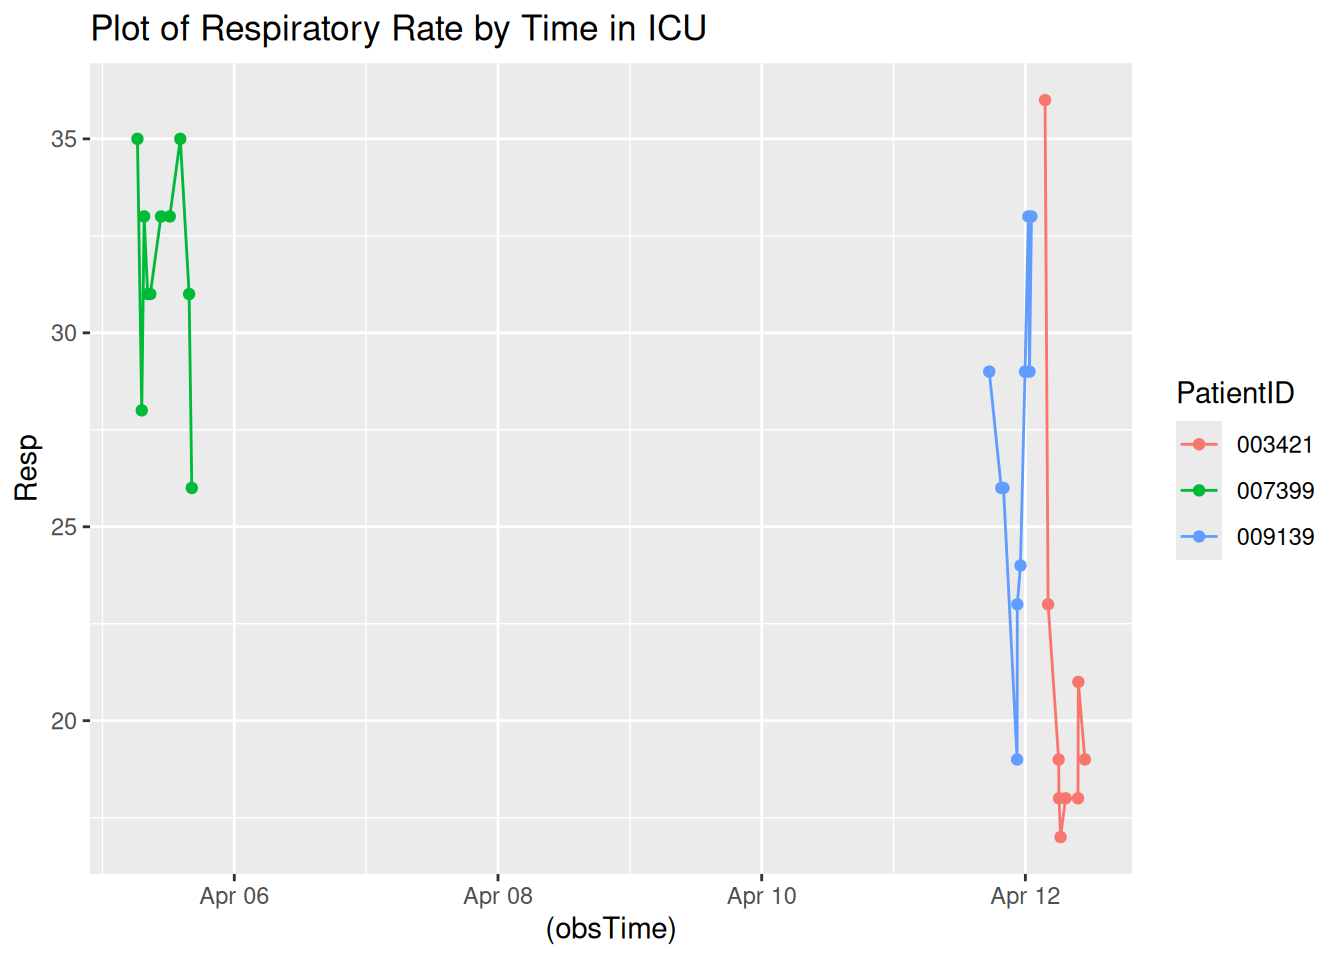 Plot of Respiratory Rate by Time in ICU
35
30
25
20
Resp
Apr 06 Apr 08 Apr 10 Apr 12
(obsTime)
PatientID
003421
007399
009139